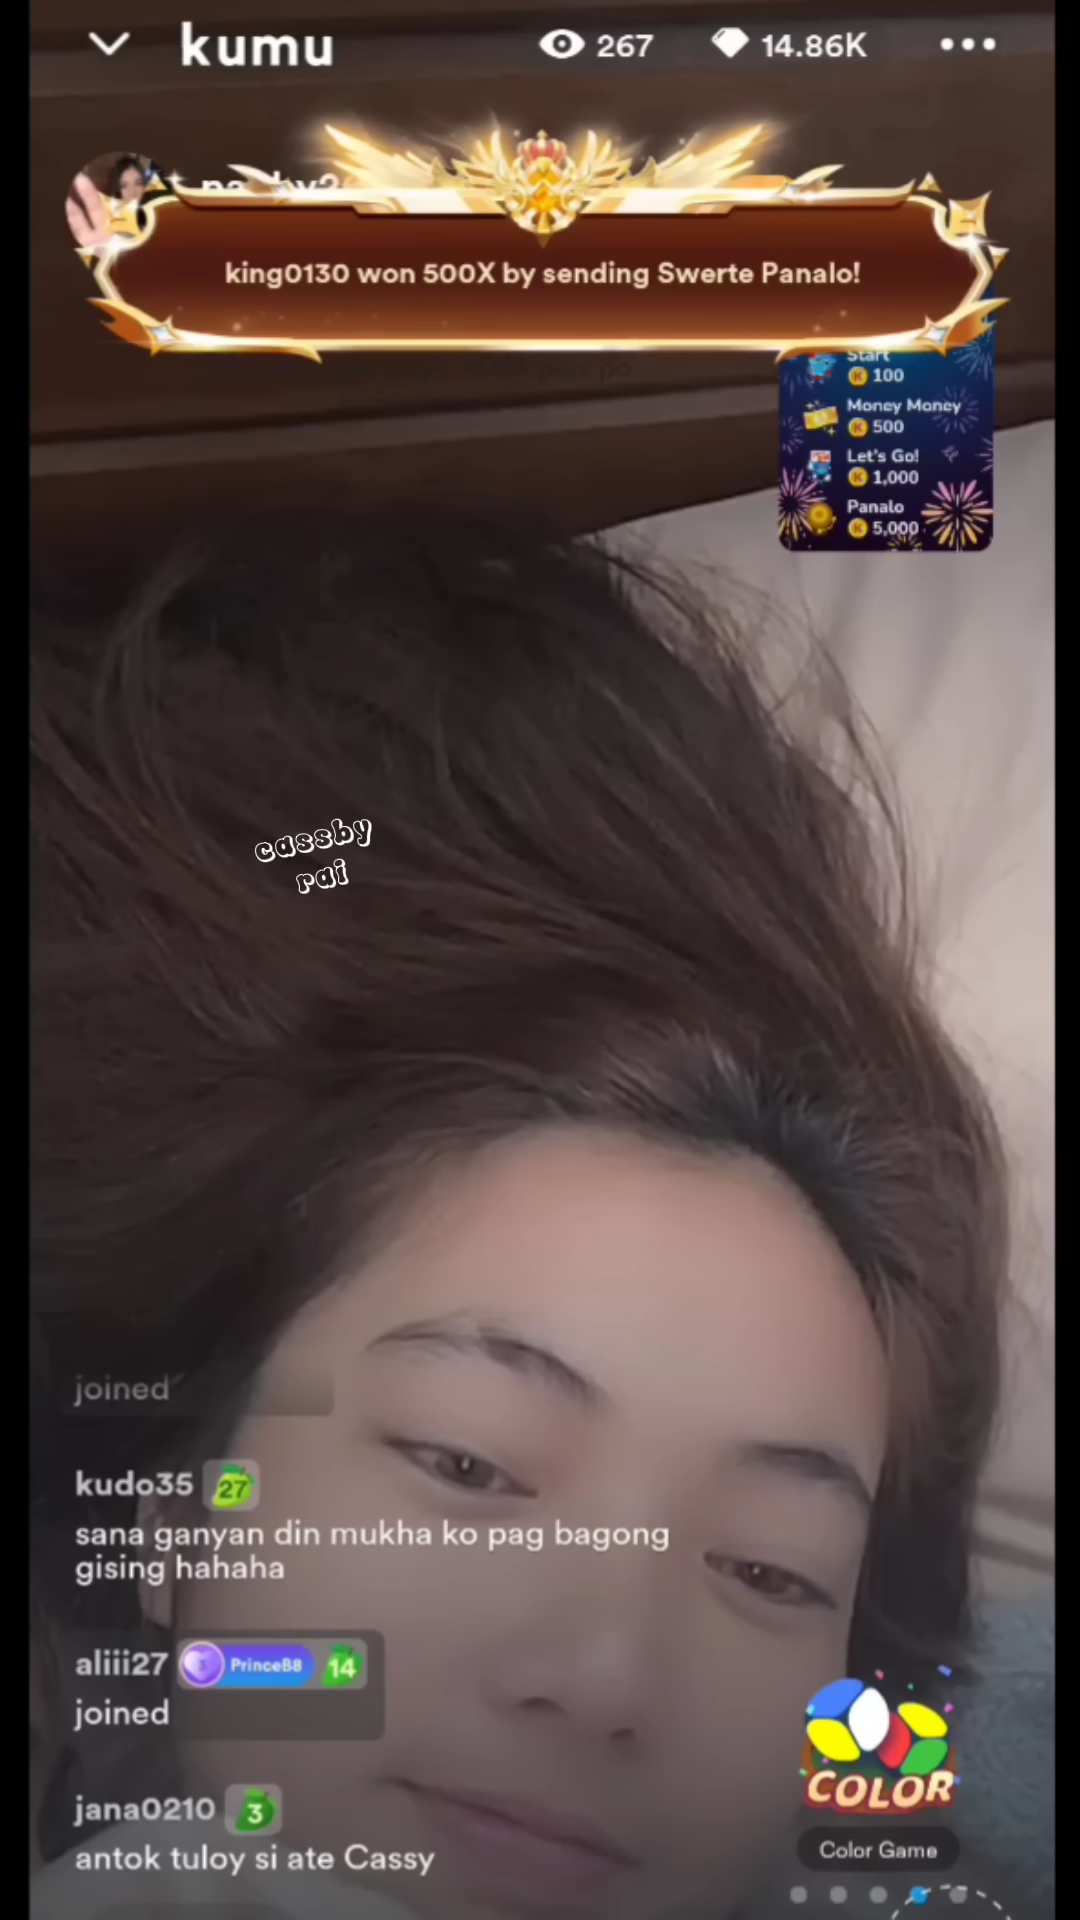 kumu
267
14.86K
king0130 won 500X by sending Swerte Panalo!
Start
100
Money Money
500
Let's Go!
1,000
Panalo
5,000
cassby
rai
joined
kudo35 27
sana ganyan din mukha ko pag bagong
gising hahaha
aliii27 3 PrinceB8 14
joined
jana0210 3
antok tuloy si ate Cassy
COLOR
Color Game